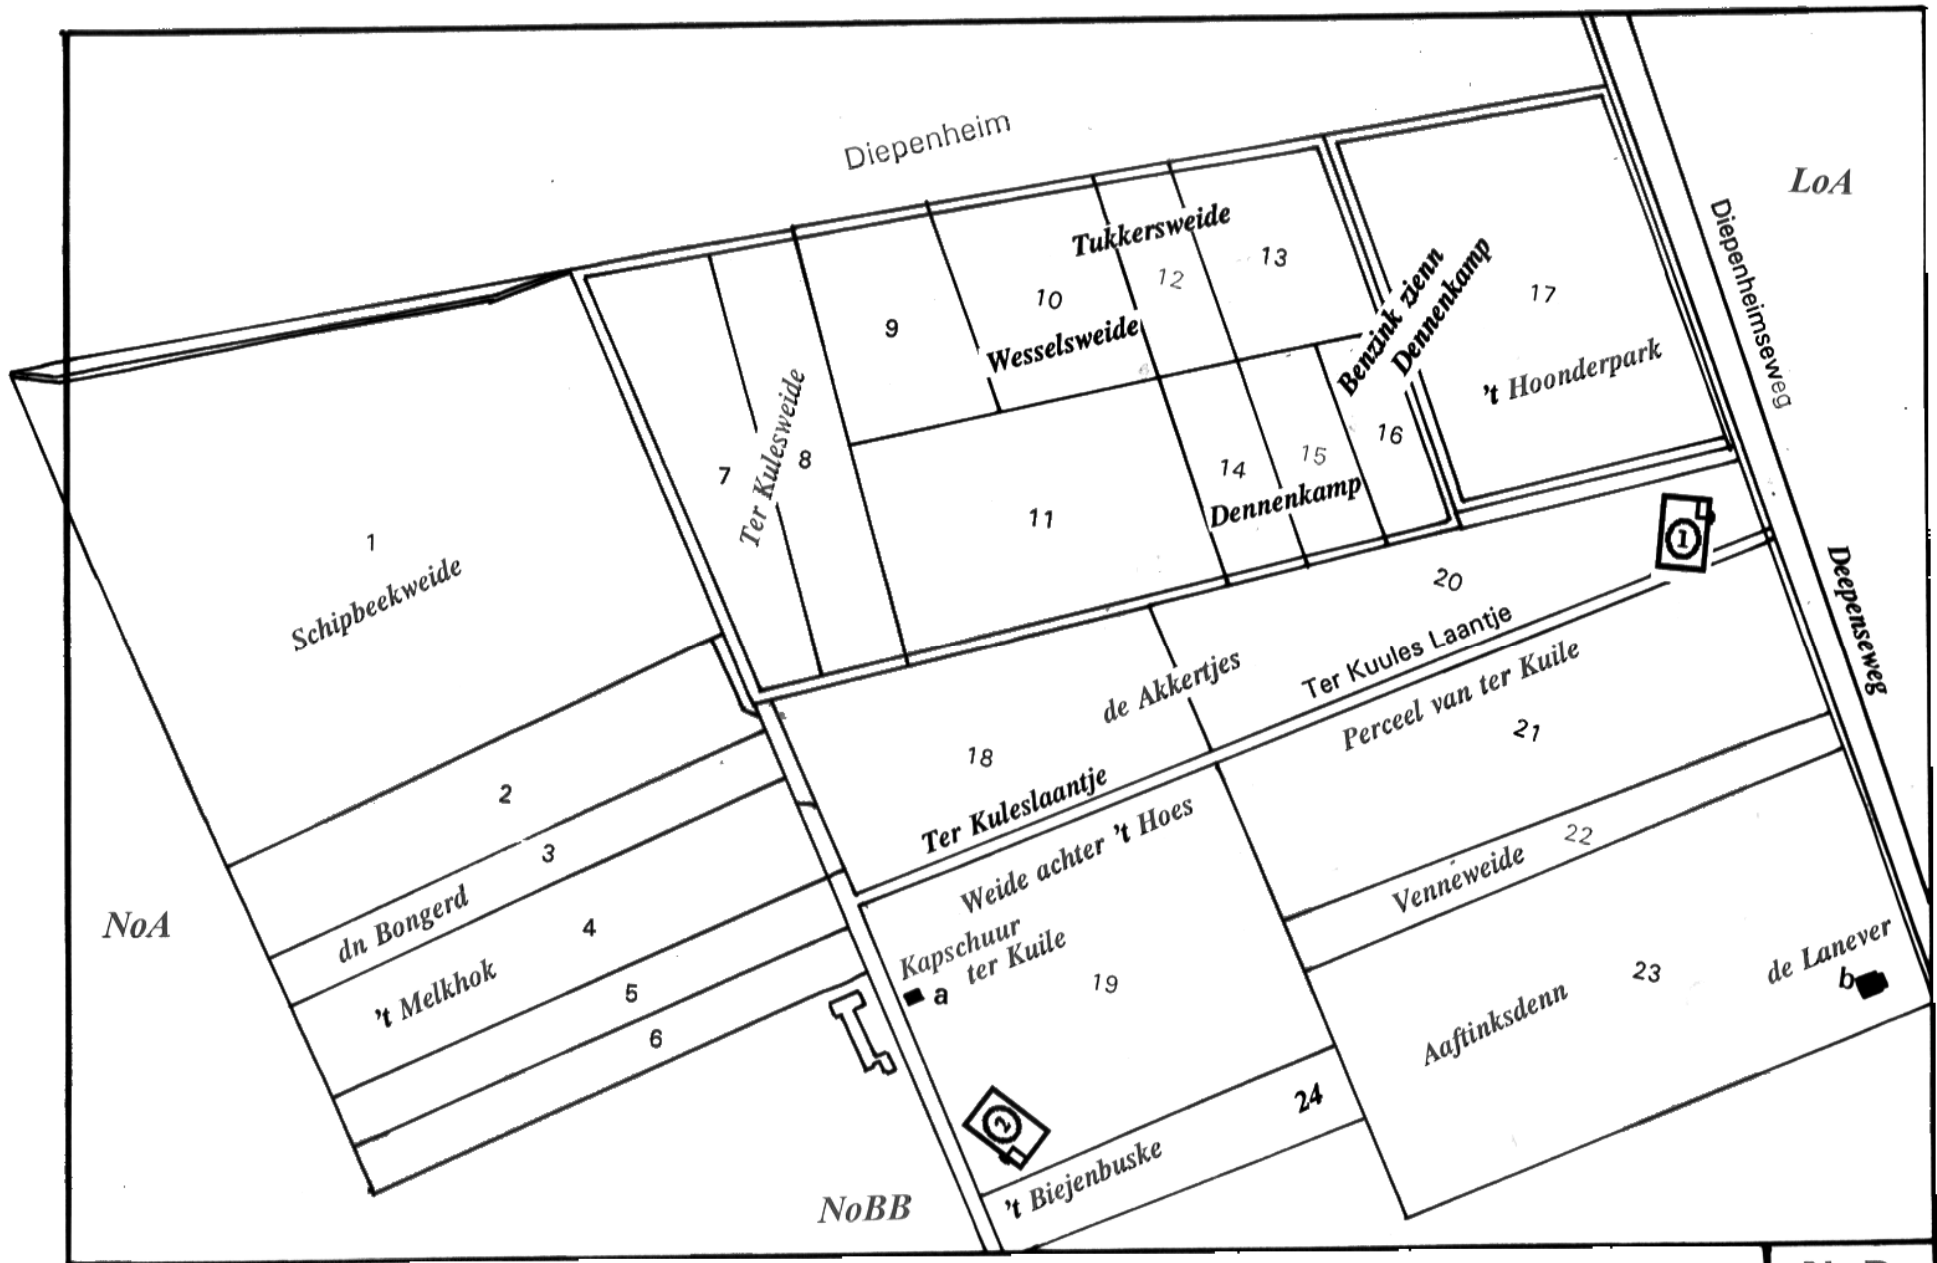 Diepenheim
LoA
Tukkersweide
Diepenheimseweg
12
13
10
17
9
Benzink zienn
Dennenkamp
Wesselsweide
't Hoonderpark
Ter Kulesweide
7
8
16
15
14
Dennenkamp
11
1
1
Schipbeekweide
20
Deepenseweg
Ter Kuules Laantje
de Akkertjes
Perceel van ter Kuile
21
18
2
Ter Kuleslaantje
Weide achter 't Hoes
22
Venneweide
3
dn Bongerd
NoA
4
Kapschuur
ter Kuile
a
19
de Lanever
b
23
Aaftinksdenn
't Melkhok
5
6
24
2
't Biejenbuske
NoBB